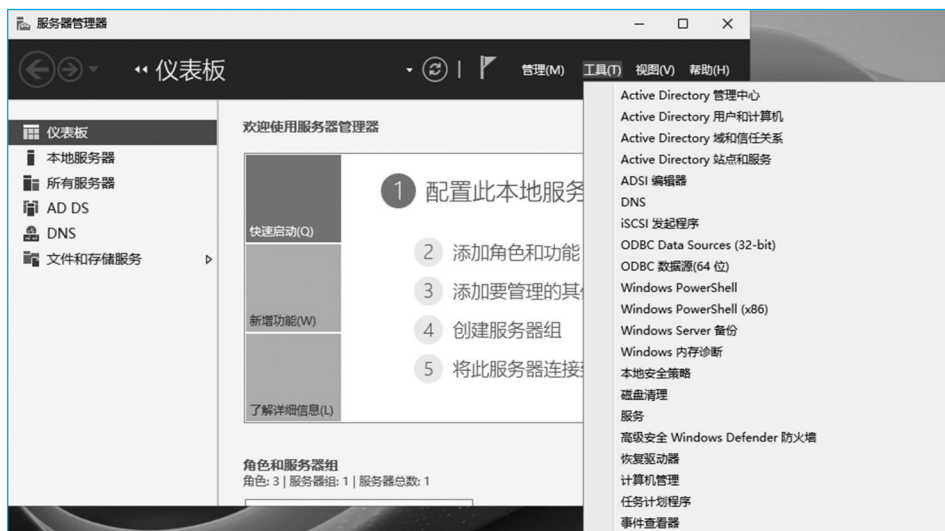 服务器管理器
仪表板
管理(M) 工具(T) 视图(V) 帮助(H)
仪表板
本地服务器
所有服务器
AD DS
DNS
文件和存储服务
欢迎使用服务器管理器
快速启动(Q)
新增功能(W)
了解详细信息(L)
1 配置此本地服务
2 添加角色和功能
3 添加要管理的其
4 创建服务器组
5 将此服务器连接
角色和服务器组
角色: 3 | 服务器组: 1 | 服务器总数: 1
Active Directory 管理中心
Active Directory 用户和计算机
Active Directory 域和信任关系
Active Directory 站点和服务
ADSI 编辑器
DNS
iSCSI 发起程序
ODBC Data Sources (32-bit)
ODBC 数据源(64 位)
Windows PowerShell
Windows PowerShell (x86)
Windows Server 备份
Windows 内存诊断
本地安全策略
磁盘清理
服务
高级安全 Windows Defender 防火墙
恢复驱动器
计算机管理
任务计划程序
事件查看器